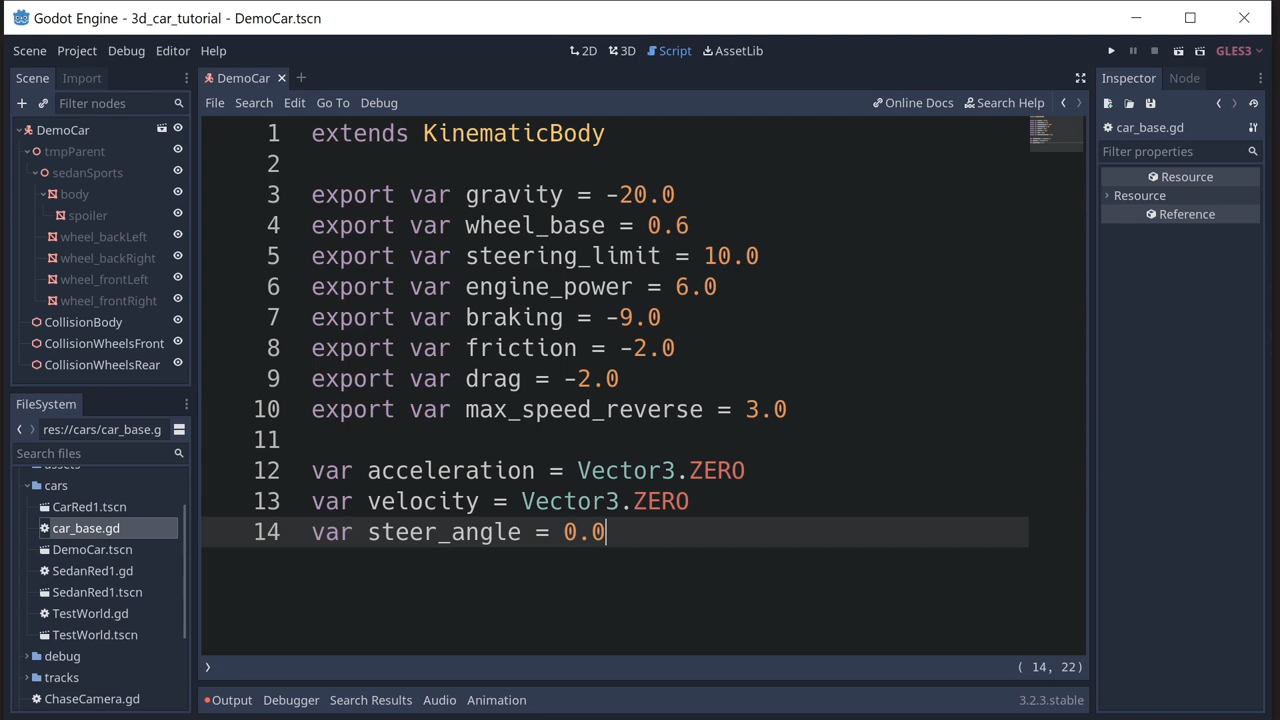 Godot Engine - 3d_car_tutorial - DemoCar.tscn
Scene Project Debug Editor Help
2D 3D Script AssetLib
GLES3
Scene Import
Filter nodes
DemoCar
tmpParent
sedanSports
body
spoiler
wheel_backLeft
wheel_backRight
wheel_frontLeft
wheel_frontRight
CollisionBody
CollisionWheelsFront
CollisionWheelsRear
FileSystem
res://cars/car_base.g
Search files
assets
cars
CarRed1.tscn
car_base.gd
DemoCar.tscn
SedanRed1.gd
SedanRed1.tscn
TestWorld.gd
TestWorld.tscn
debug
tracks
ChaseCamera.gd
DemoCar
File Search Edit Go To Debug
Online Docs Search Help
1 extends KinematicBody
2
3 export var gravity = -20.0
4 export var wheel_base = 0.6
5 export var steering_limit = 10.0
6 export var engine_power = 6.0
7 export var braking = -9.0
8 export var friction = -2.0
9 export var drag = -2.0
10 export var max_speed_reverse = 3.0
11
12 var acceleration = Vector3.ZERO
13 var velocity = Vector3.ZERO
14 var steer_angle = 0.0
( 14, 22)
Output Debugger Search Results Audio Animation
3.2.3.stable
Inspector Node
car_base.gd
Filter properties
Resource
Resource
Reference